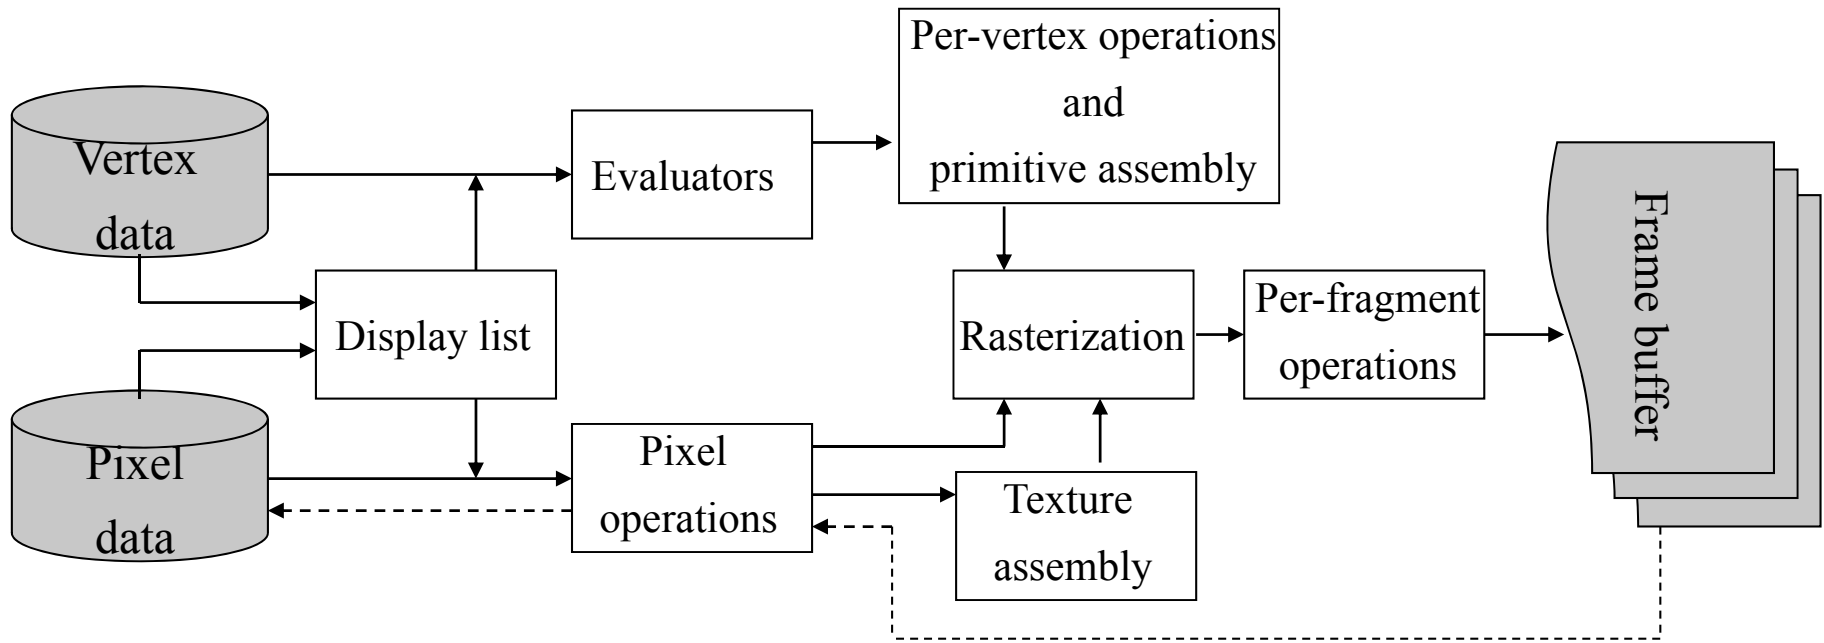 Per-vertex operations
and
primitive assembly
Vertex
data
Evaluators
Display list
Rasterization
Per-fragment
operations
Frame buffer
Pixel
data
Pixel
operations
Texture
assembly